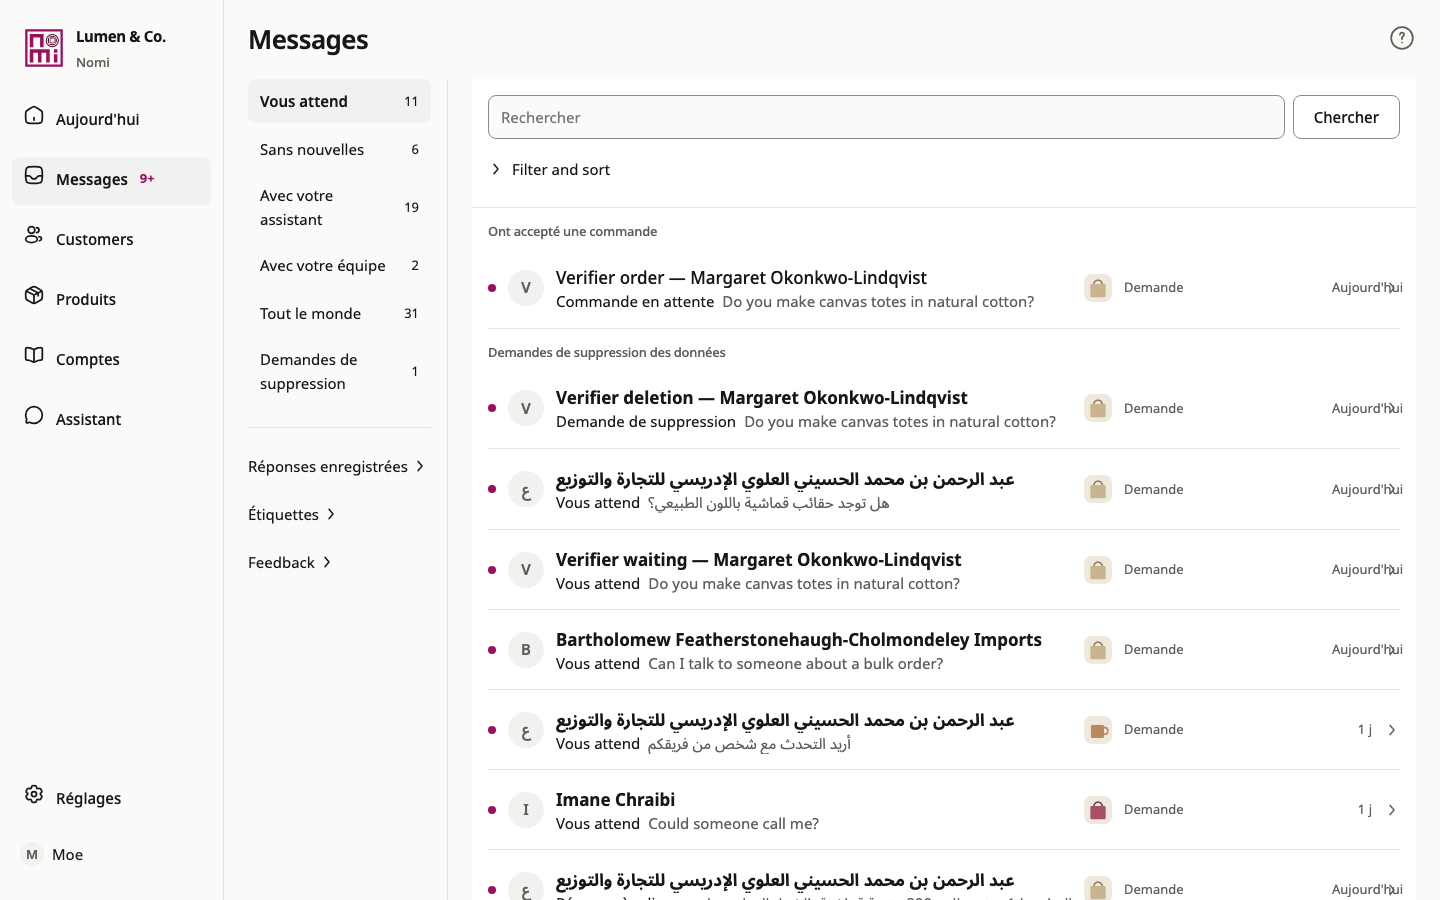 Lumen & Co.
Nomi
Aujourd'hui
Messages 9+
Customers
Produits
Comptes
Assistant
Réglages
M Moe
Messages
Vous attend 11
Sans nouvelles 6
Avec votre
assistant 19
Avec votre équipe 2
Tout le monde 31
Demandes de
suppression 1
Réponses enregistrées
Étiquettes
Feedback
Rechercher
Chercher
Filter and sort
Ont accepté une commande
V Verifier order — Margaret Okonkwo-Lindqvist
Commande en attente Do you make canvas totes in natural cotton?
Demande Aujourd'hui
Demandes de suppression des données
V Verifier deletion — Margaret Okonkwo-Lindqvist
Demande de suppression Do you make canvas totes in natural cotton?
Demande Aujourd'hui
ع عبد الرحمن بن محمد الحسيني العلوي الإدريسي للتجارة والتوزيع
Vous attend هل توجد حقائب قماشية باللون الطبيعي؟
Demande Aujourd'hui
V Verifier waiting — Margaret Okonkwo-Lindqvist
Vous attend Do you make canvas totes in natural cotton?
Demande Aujourd'hui
B Bartholomew Featherstonehaugh-Cholmondeley Imports
Vous attend Can I talk to someone about a bulk order?
Demande Aujourd'hui
ع عبد الرحمن بن محمد الحسيني العلوي الإدريسي للتجارة والتوزيع
Vous attend أريد التحدث مع شخص من فريقكم
Demande 1 j
I Imane Chraibi
Vous attend Could someone call me?
Demande 1 j
ع عبد الرحمن بن محمد الحسيني العلوي الإدريسي للتجارة والتوزيع
Demande Aujourd'hui